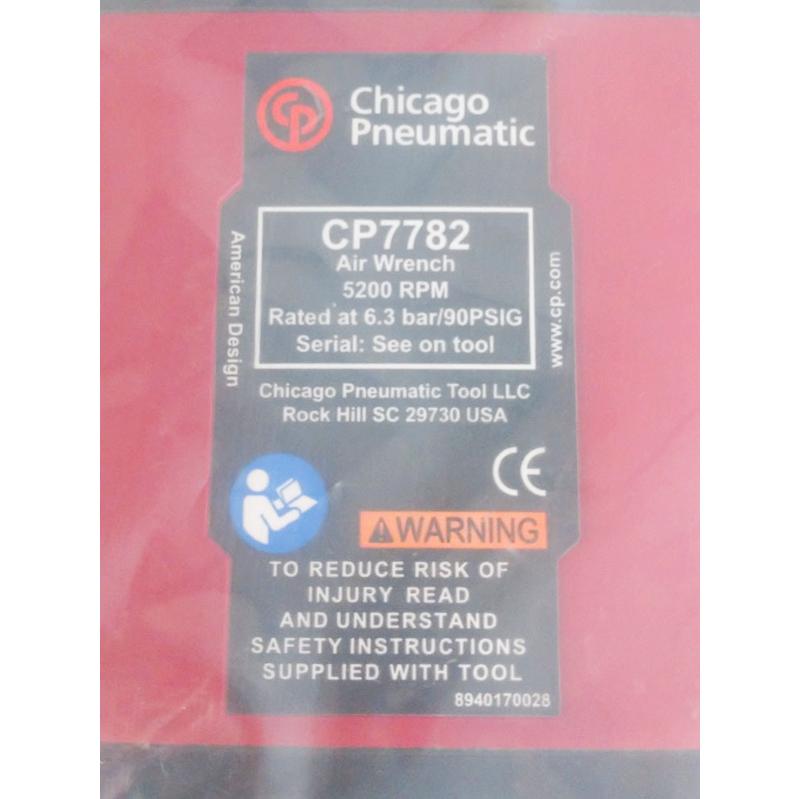 CP
Chicago
Pneumatic
CP7782
Air Wrench
5200 RPM
Rated at 6.3 bar/90PSIG
Serial: See on tool
American Design
www.cp.com
Chicago Pneumatic Tool LLC
Rock Hill SC 29730 USA
CE
WARNING
TO REDUCE RISK OF
INJURY READ
AND UNDERSTAND
SAFETY INSTRUCTIONS
SUPPLIED WITH TOOL
8940170028